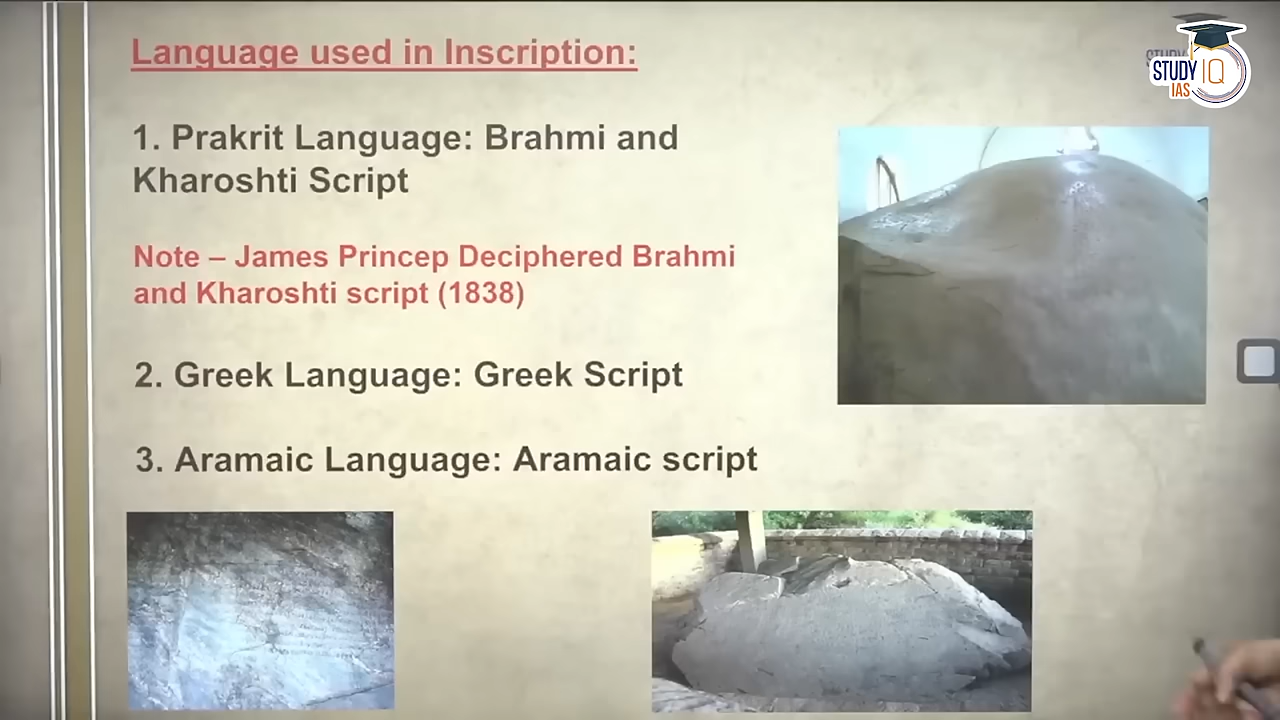 Language used in Inscription:
1. Prakrit Language: Brahmi and
Kharoshti Script
Note – James Princep Deciphered Brahmi
and Kharoshti script (1838)
2. Greek Language: Greek Script
3. Aramaic Language: Aramaic script
STUDY IQ
IAS